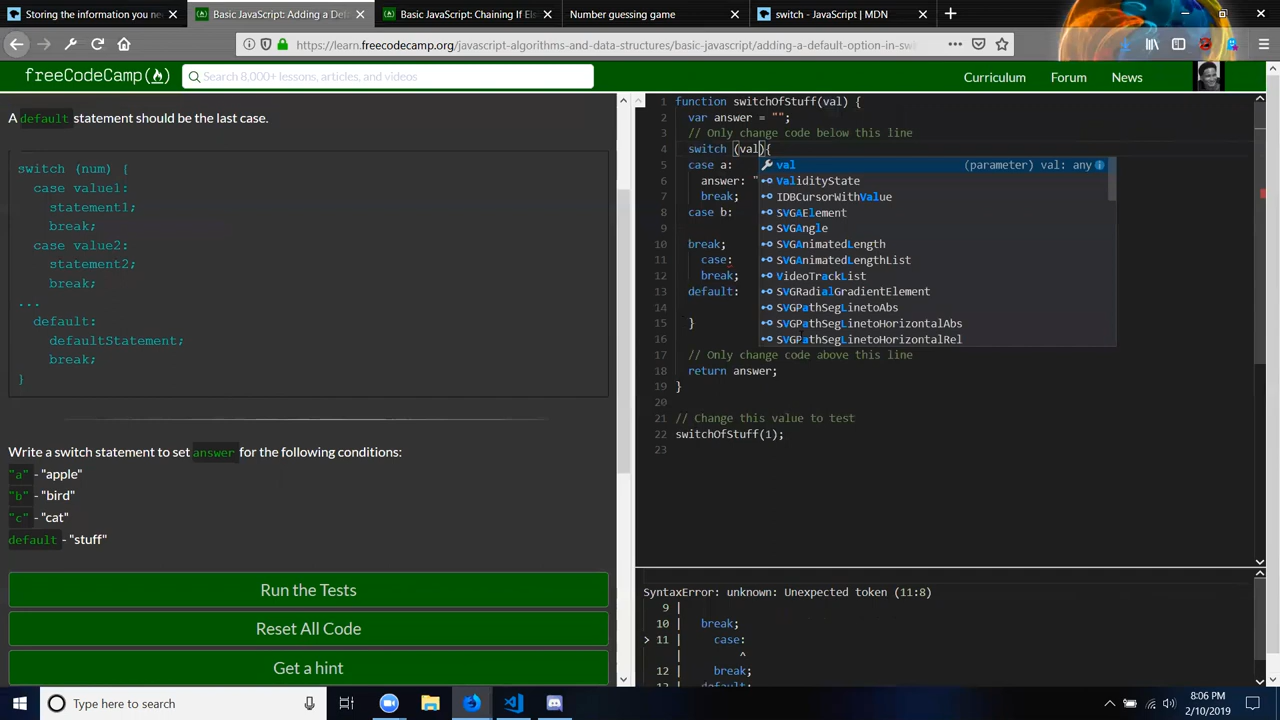 Storing the information you need
Basic JavaScript: Adding a Def
Basic JavaScript: Chaining If Els
Number guessing game
switch - JavaScript | MDN
https://learn.freecodecamp.org/javascript-algorithms-and-data-structures/basic-javascript/adding-a-default-option-in-sw
freeCodeCamp
Search 8,000+ lessons, articles, and videos
Curriculum
Forum
News
A default statement should be the last case.
switch (num) {
case value1:
statement1;
break;
case value2:
statement2;
break;
...
default:
defaultStatement;
break;
}
Write a switch statement to set answer for the following conditions:
"a" - "apple"
"b" - "bird"
"c" - "cat"
default - "stuff"
Run the Tests
Reset All Code
Get a hint
1 function switchOfStuff(val) {
2 var answer = "";
3 // Only change code below this line
4 switch (val){
5 case a:
6 answer: "
7 break;
8 case b:
9
10 break;
11 case:
12 break;
13 default:
14
15 }
16
17 // Only change code above this line
18 return answer;
19 }
20
21 // Change this value to test
22 switchOfStuff(1);
23
val (parameter) val: any
ValidityState
IDBCursorWithValue
SVGAElement
SVGAngle
SVGAnimatedLength
SVGAnimatedLengthList
VideoTrackList
SVGRadialGradientElement
SVGPathSegLinetoAbs
SVGPathSegLinetoHorizontalAbs
SVGPathSegLinetoHorizontalRel
SyntaxError: unknown: Unexpected token (11:8)
9 |
10 | break;
> 11 | case:
| ^
12 | break;
13 | default:
Type here to search
8:06 PM
2/10/2019